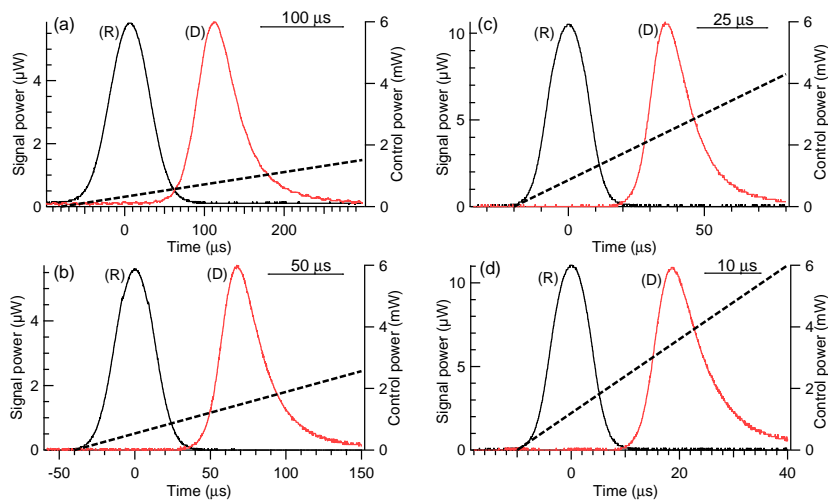 (a) (R) (D) 100 µs
Signal power (µW)
4
2
0
6
4
2
0
Control power (mW)
0 100 200
Time (µs)
(c) (R) (D) 25 µs
Signal power (µW)
10
5
0
6
4
2
0
Control power (mW)
0 50
Time (µs)
(b) (R) (D) 50 µs
Signal power (µW)
4
2
0
6
4
2
0
Control power (mW)
-50 0 50 100 150
Time (µs)
(d) (R) (D) 10 µs
Signal power (µW)
10
5
0
6
4
2
0
Control power (mW)
0 20 40
Time (µs)